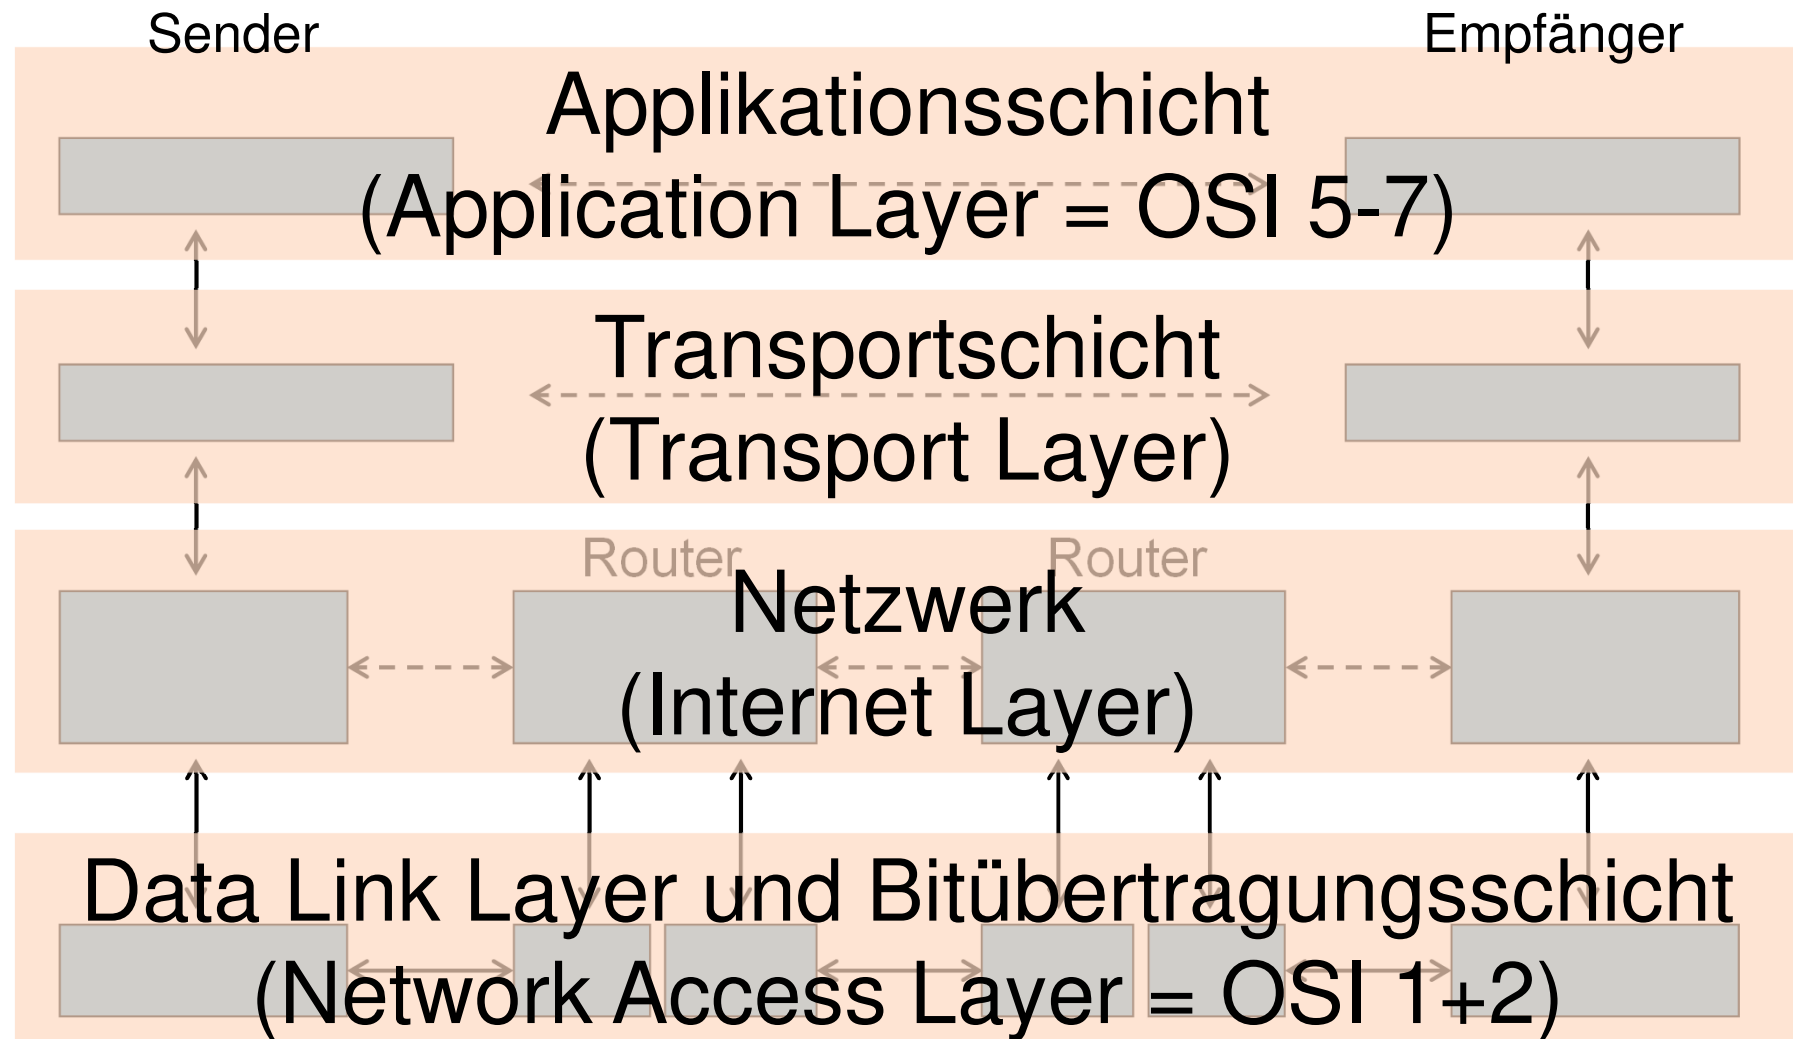 Sender
Empfänger
Applikationsschicht
(Application Layer = OSI 5-7)
Transportschicht
(Transport Layer)
Router
Router
Netzwerk
(Internet Layer)
Data Link Layer und Bitübertragungsschicht
(Network Access Layer = OSI 1+2)